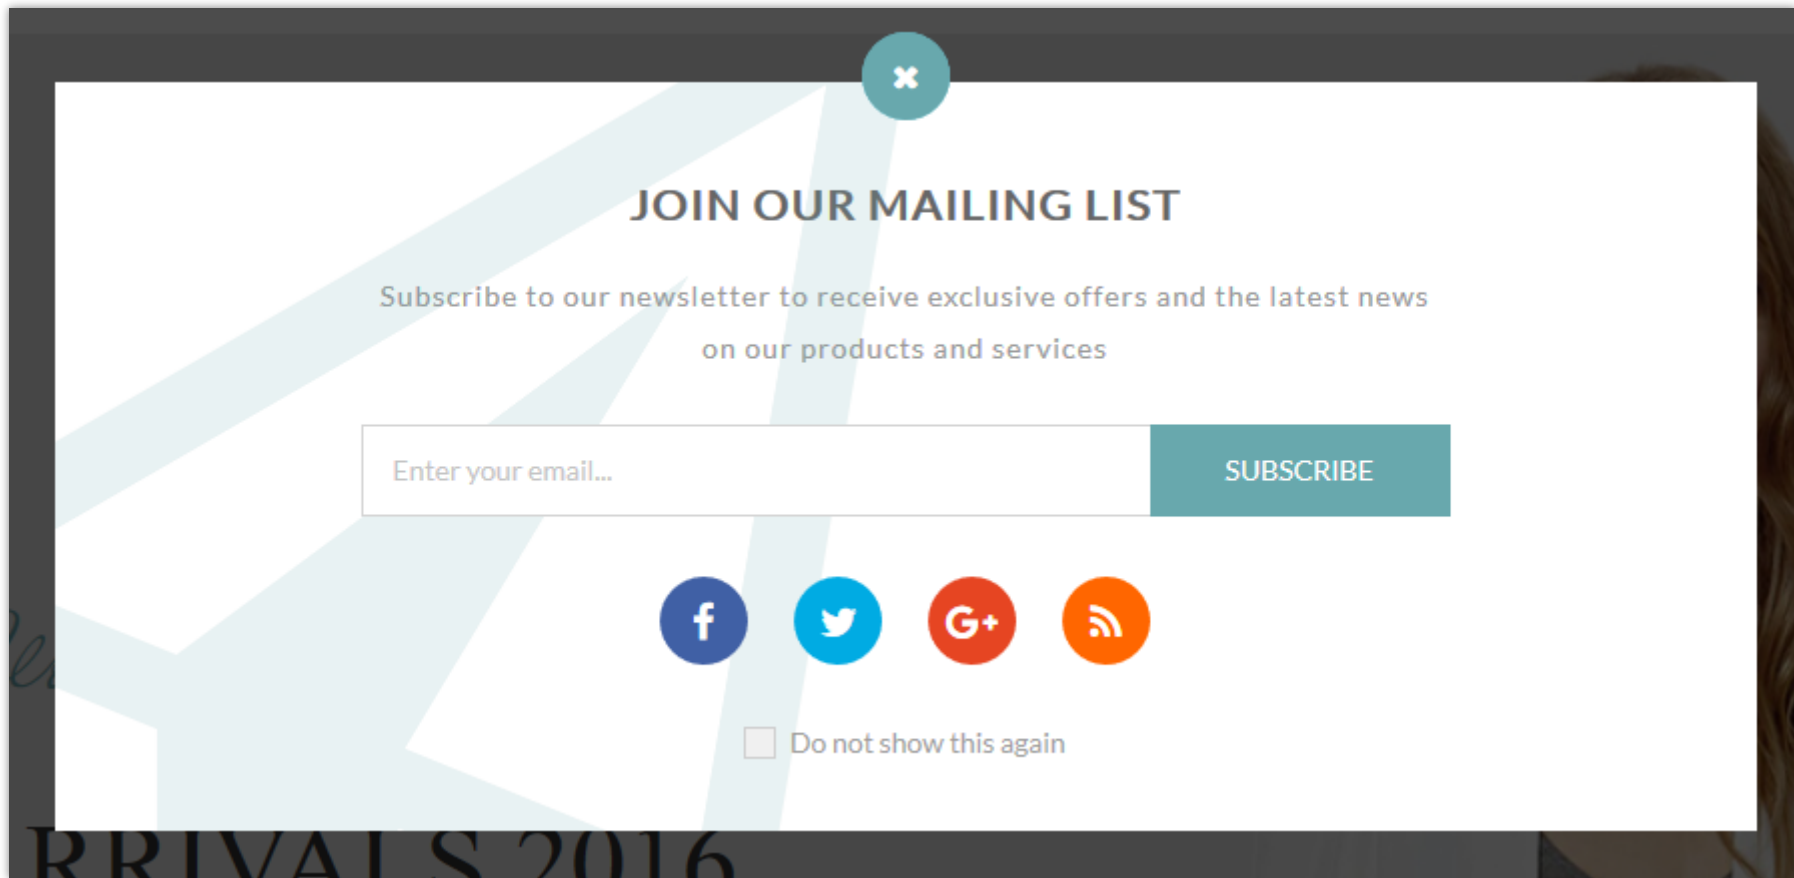 JOIN OUR MAILING LIST
Subscribe to our newsletter to receive exclusive offers and the latest news
on our products and services
Enter your email...
SUBSCRIBE
f
G+
Do not show this again
RRIVALS 2016